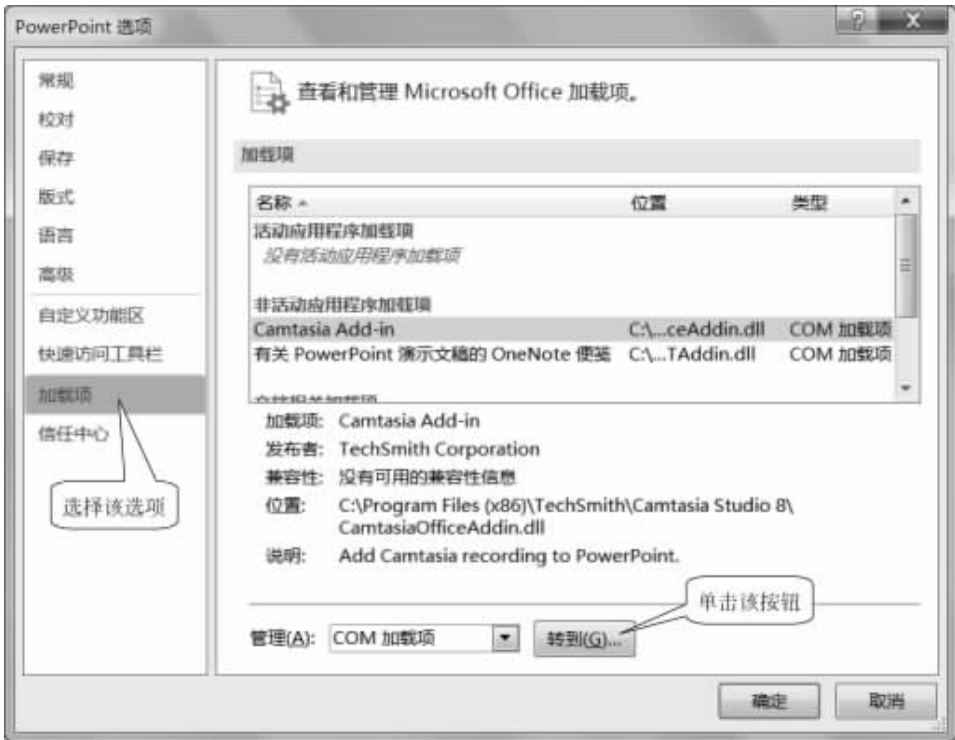 PowerPoint 选项
常规
校对
保存
版式
语言
高级
自定义功能区
快速访问工具栏
加载项
信任中心
选择该选项
查看和管理 Microsoft Office 加载项。
加载项
名称 位置 类型
活动应用程序加载项
没有活动应用程序加载项
非活动应用程序加载项
Camtasia Add-in C:\...ceAddin.dll COM 加载项
有关 PowerPoint 演示文稿的 OneNote 便笺 C:\...TAddin.dll COM 加载项
加载项: Camtasia Add-in
发布者: TechSmith Corporation
兼容性: 没有可用的兼容性信息
位置: C:\Program Files (x86)\TechSmith\Camtasia Studio 8\
CamtasiaOfficeAddin.dll
说明: Add Camtasia recording to PowerPoint.
单击该按钮
管理(A): COM 加载项 转到(G)...
确定 取消